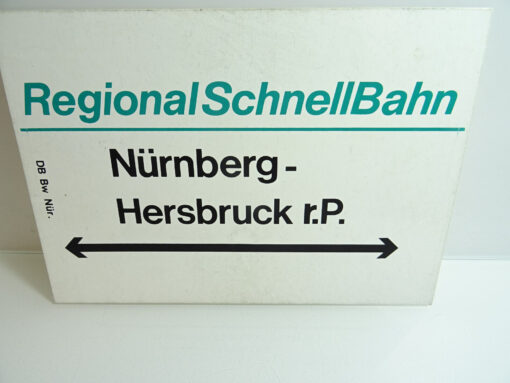 RegionalSchnellBahn
Nürnberg-
Hersbruck r.P.
DB Bw Nür.